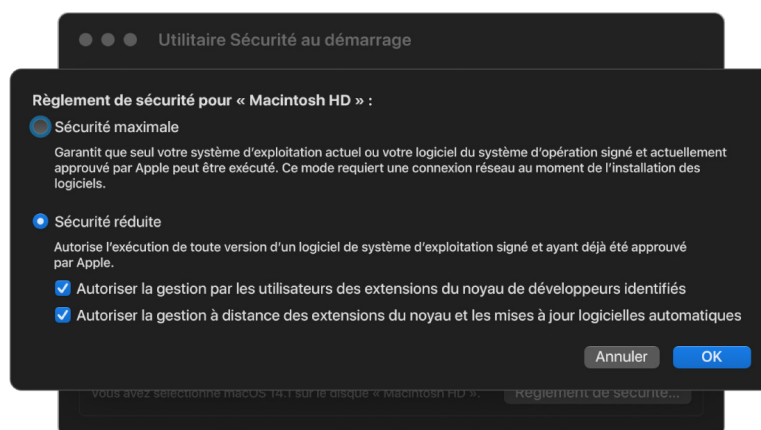 Utilitaire Sécurité au démarrage
Règlement de sécurité pour « Macintosh HD » :
Sécurité maximale
Garantit que seul votre système d’exploitation actuel ou votre logiciel du système d’opération signé et actuellement
approuvé par Apple peut être exécuté. Ce mode requiert une connexion réseau au moment de l’installation des
logiciels.
Sécurité réduite
Autorise l’exécution de toute version d’un logiciel de système d’exploitation signé et ayant déjà été approuvé
par Apple.
Autoriser la gestion par les utilisateurs des extensions du noyau de développeurs identifiés
Autoriser la gestion à distance des extensions du noyau et les mises à jour logicielles automatiques
Annuler OK
Vous avez sélectionné macOS 14.1 sur le disque « Macintosh HD ». Règlement de sécurité...